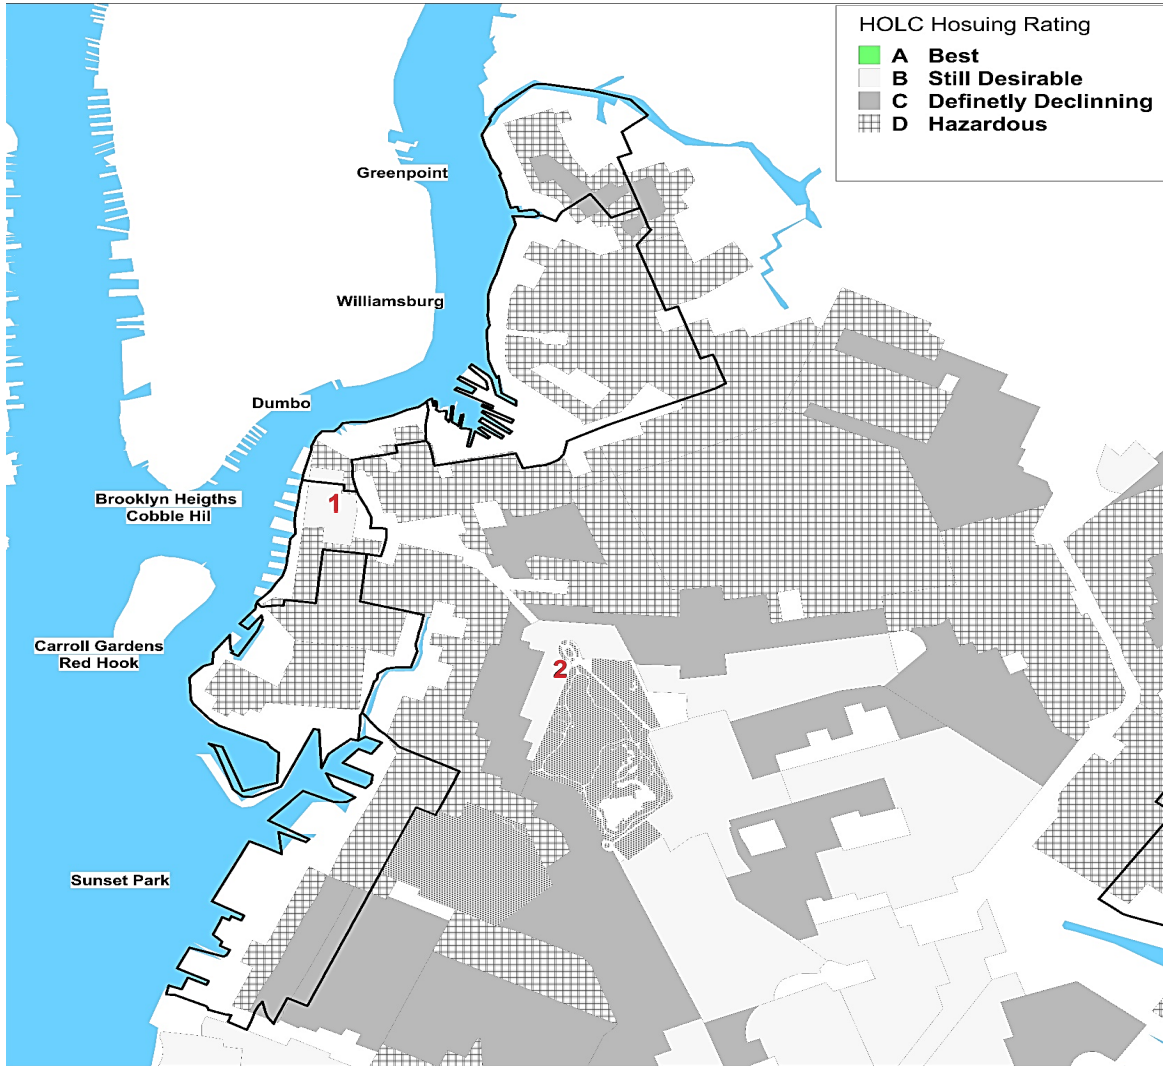 HOLC Hosuing Rating
A Best
B Still Desirable
C Definetly Declinning
D Hazardous
Greenpoint
Williamsburg
Dumbo
Brooklyn Heigths
Cobble Hil
1
Carroll Gardens
Red Hook
2
Sunset Park